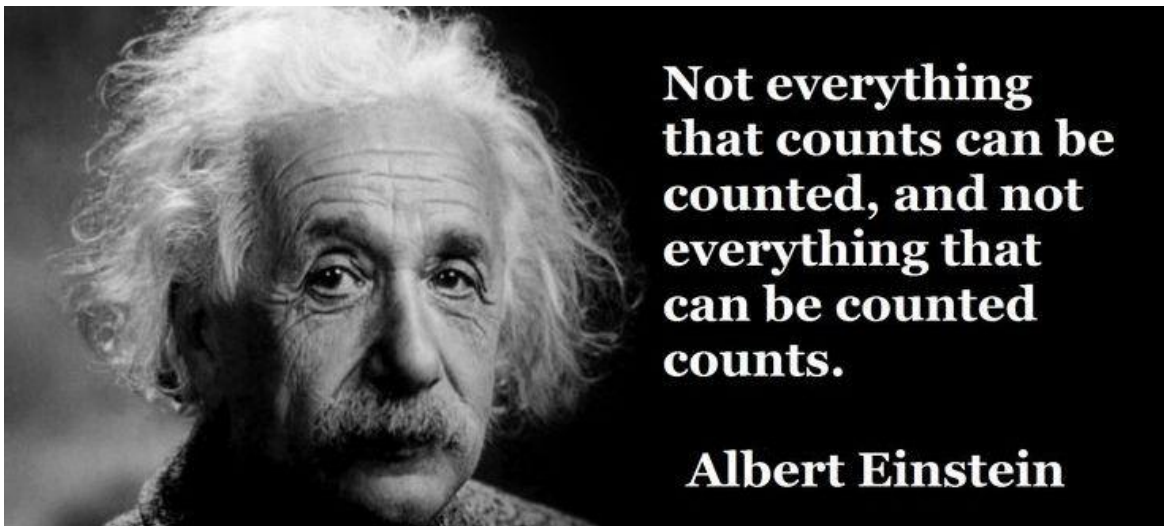 Not everything
that counts can be
counted, and not
everything that
can be counted
counts.
Albert Einstein